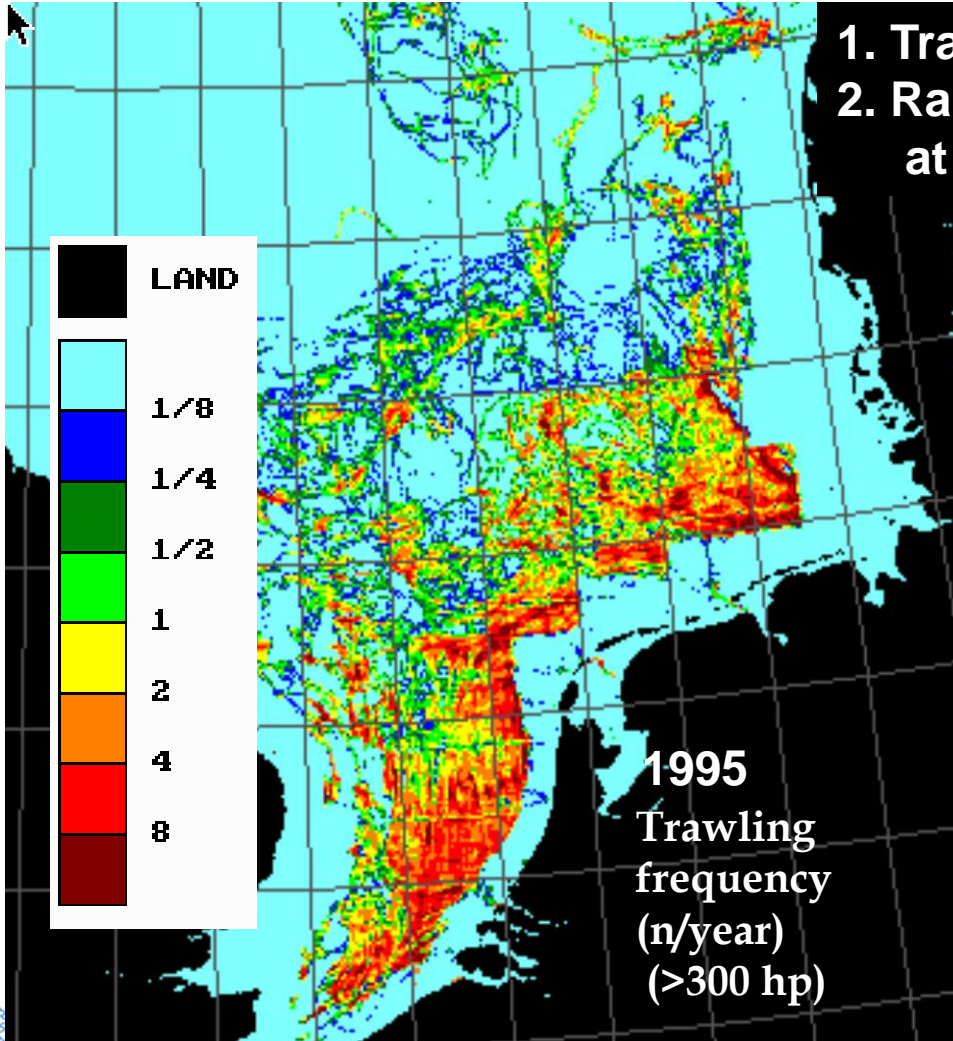 1. Tra
2. Ra
at
LAND
1/8
1/4
1/2
1
2
4
8
1995
Trawling
frequency
(n/year)
(>300 hp)